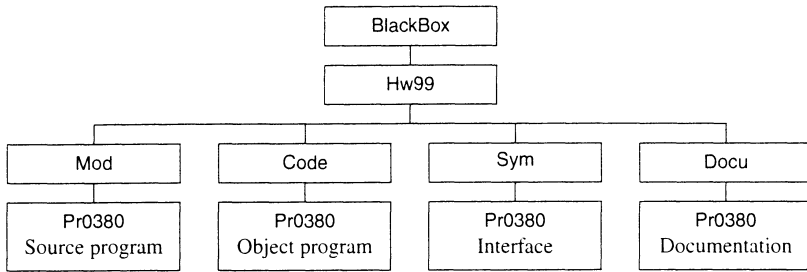 BlackBox
Hw99
Mod
Code
Sym
Docu
Pr0380
Source program
Pr0380
Object program
Pr0380
Interface
Pr0380
Documentation